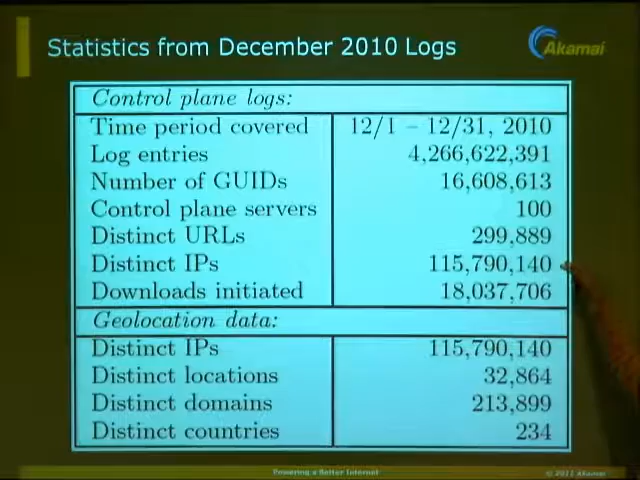 Statistics from December 2010 Logs
Akamai
Control plane logs:
Time period covered 12/1 – 12/31, 2010
Log entries 4,266,622,391
Number of GUIDs 16,608,613
Control plane servers 100
Distinct URLs 299,889
Distinct IPs 115,790,140
Downloads initiated 18,037,706
Geolocation data:
Distinct IPs 115,790,140
Distinct locations 32,864
Distinct domains 213,899
Distinct countries 234
Powering a Better Internet
© 2011 Akamai